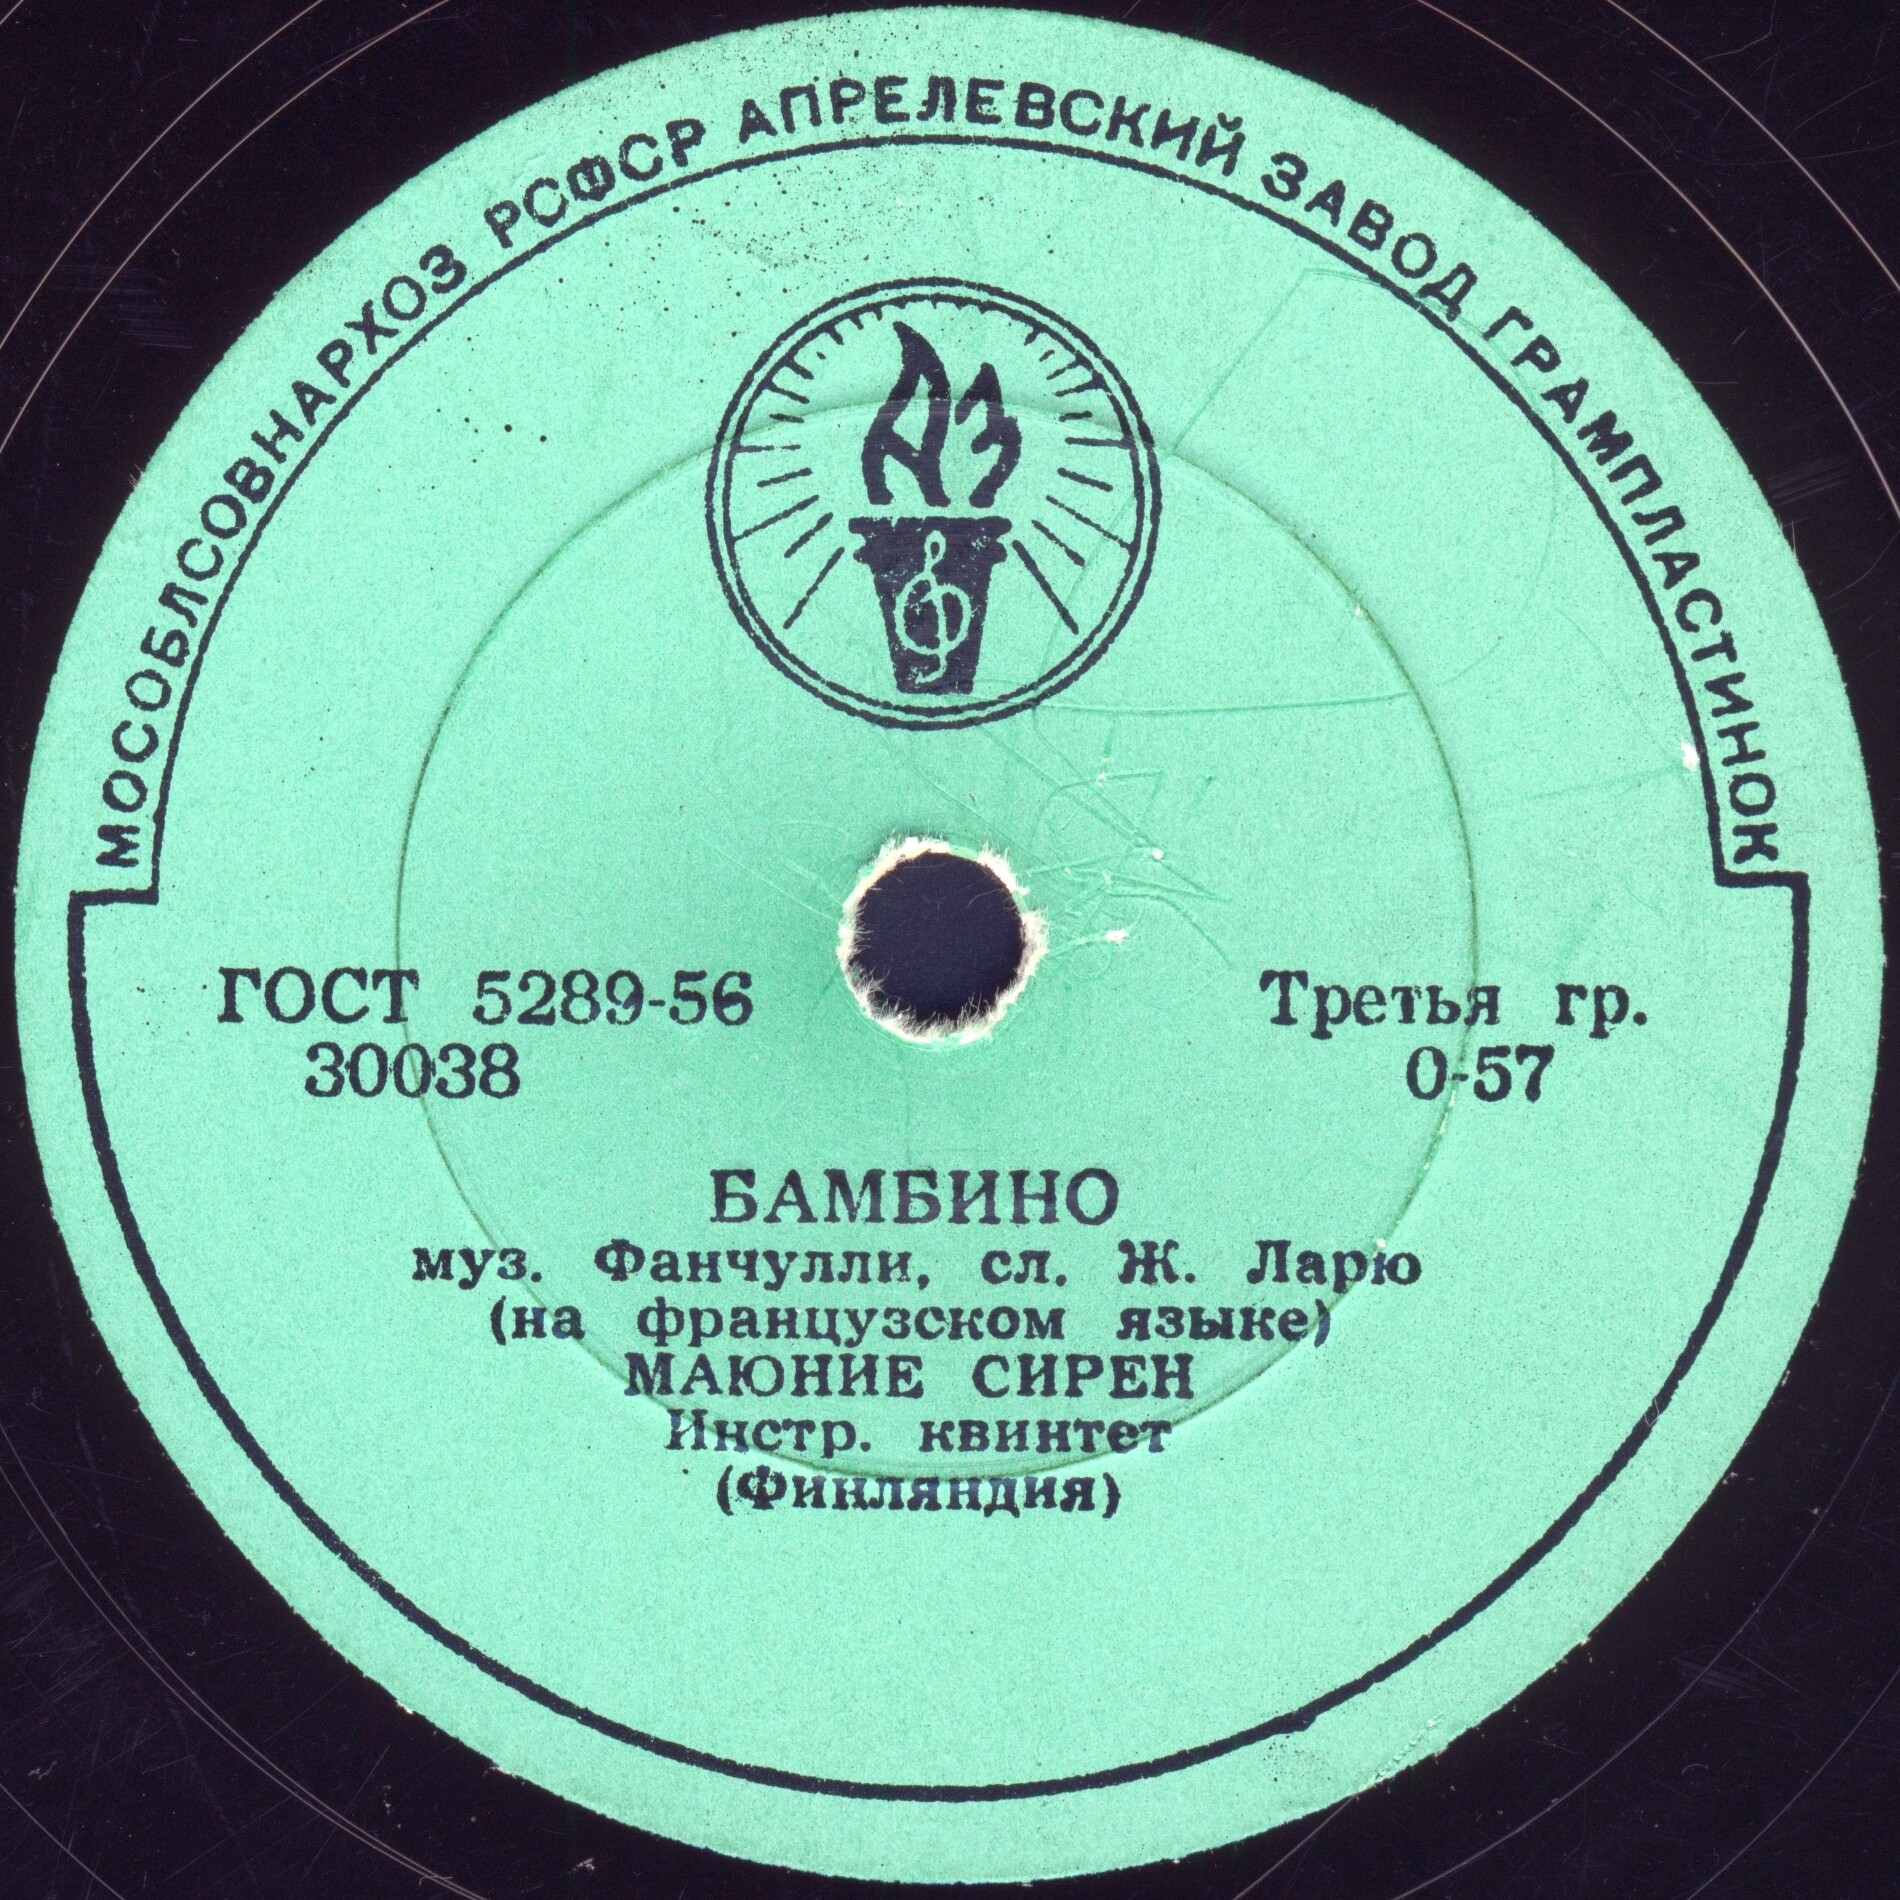 МОСОБЛСОВНАРХОЗ РСФСР АПРЕЛЕВСКИЙ ЗАВОД ГРАМПЛАСТИНОК
АЗ
ГОСТ 5289-56
30038
Третья гр.
0-57
БАМБИНО
муз. Фанчулли, сл. Ж. Ларю
(на французском языке)
МАЮНИЕ СИРЕН
Инстр. квинтет
(Финляндия)